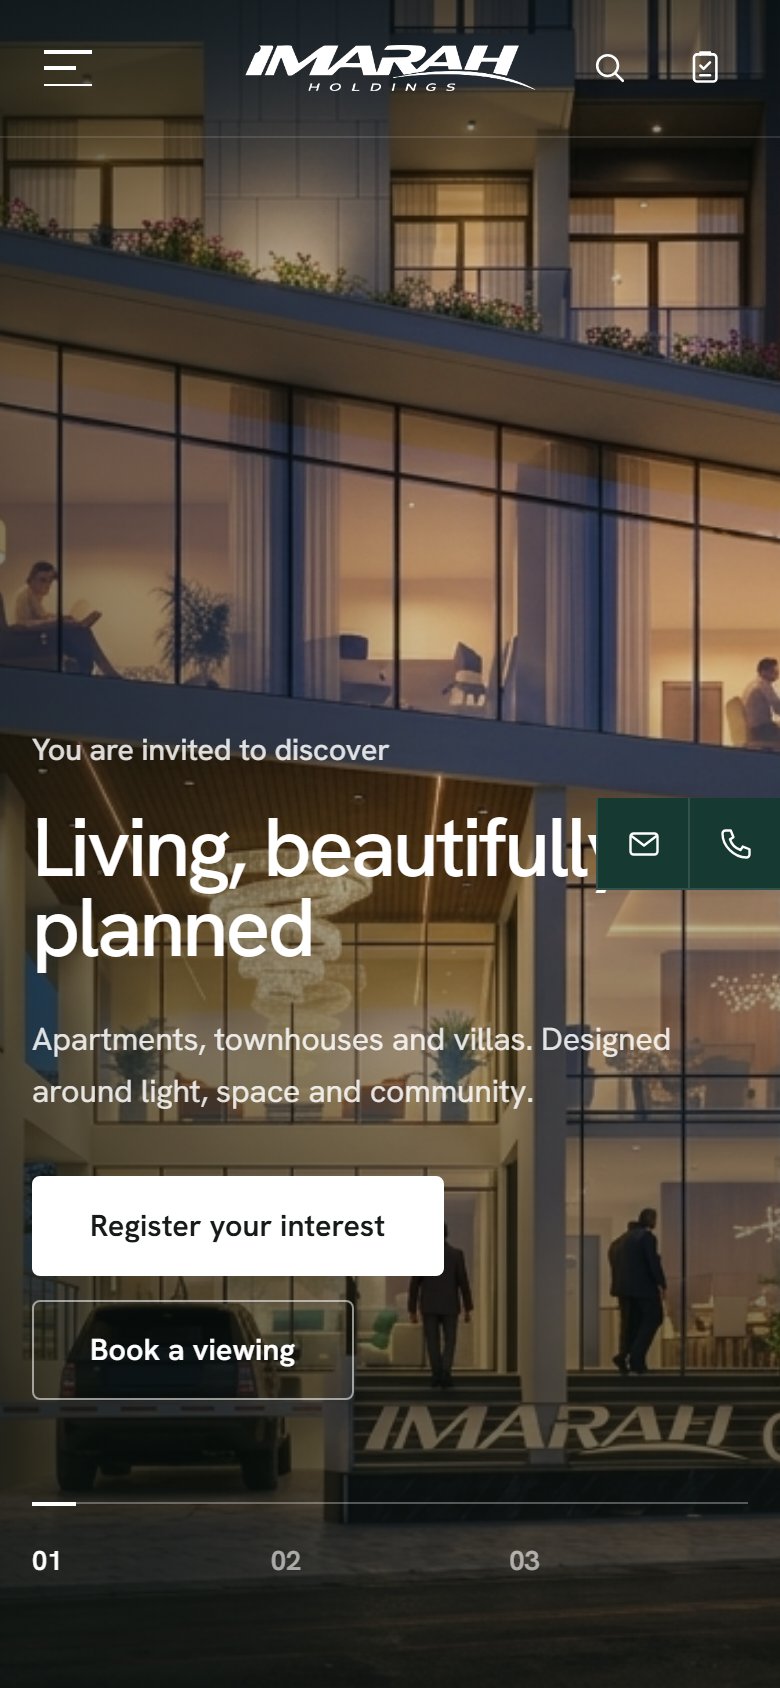 IMARAH
HOLDINGS
You are invited to discover
Living, beautifully
planned
Apartments, townhouses and villas. Designed
around light, space and community.
Register your interest
Book a viewing
IMARAH
01
02
03